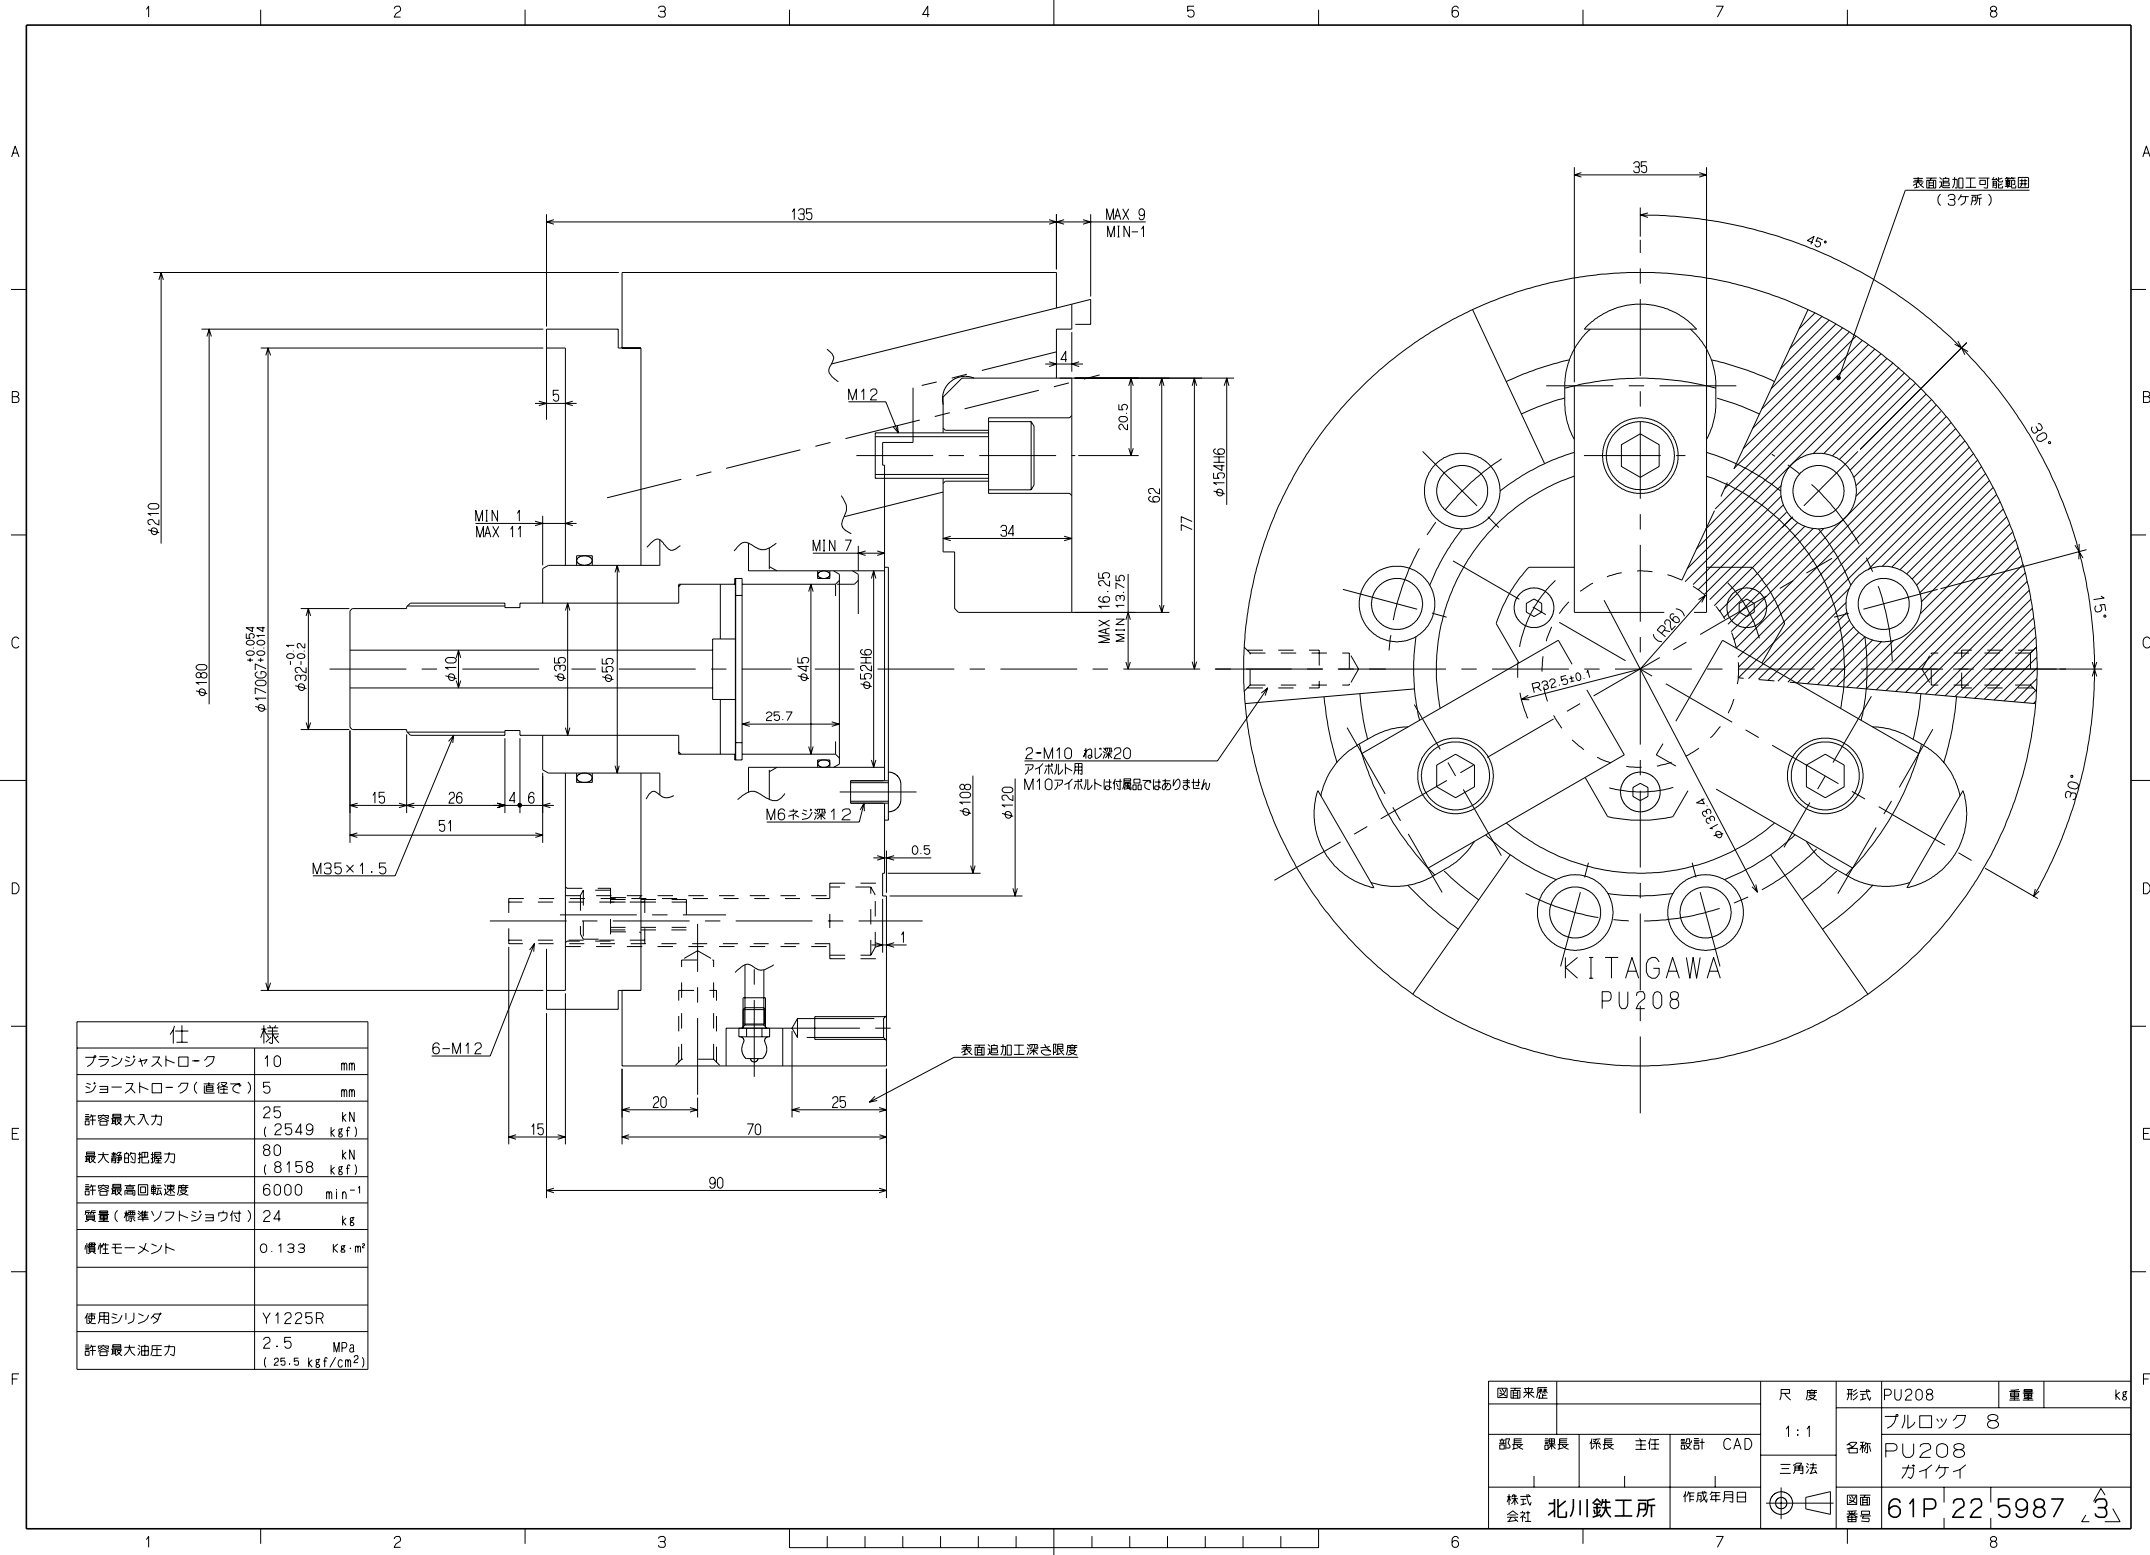 1 2 3 4 5 6 7 8
A
B
C
D
E
F
A
B
C
D
E
F
135
MAX 9
MIN-1
φ210
φ180
φ170G7+0.054 +0.014
φ32-0.1 -0.2
5
MIN 1
MAX 11
φ10
φ35
φ55
φ45
φ52H6
MIN 7
25.7
M12
4
20.5
62
77
φ154H6
34
MAX 16.25
MIN 13.75
15
26
4
6
51
M35×1.5
M6ネジ深12
φ108
φ120
0.5
1
6-M12
20
25
15
70
90
表面追加工深さ限度
35
表面追加工可能範囲
(3ケ所)
45°
30°
15°
30°
(R26)
R32.5±0.1
φ133.4
2-M10 ねじ深20
アイボルト用
M10アイボルトは付属品ではありません
KITAGAWA
PU208
仕 様
プランジャストローク 10 mm
ジョーストローク(直径で) 5 mm
許容最大入力 25 kN
(2549 kgf)
最大静的把握力 80 kN
(8158 kgf)
許容最高回転速度 6000 min-1
質量(標準ソフトジョウ付) 24 kg
慣性モーメント 0.133 Kg·m²
使用シリンダ Y1225R
許容最大油圧力 2.5 MPa
(25.5 kgf/cm²)
図面来歴
尺 度
1:1
形式 PU208 重量 kg
名称
プルロック 8
PU208
ガイケイ
部長 課長 係長 主任 設計 CAD
三角法
株式会社 北川鉄工所
作成年月日
図面番号 61P 22 5987 3
1 2 3 4 5 6 7 8